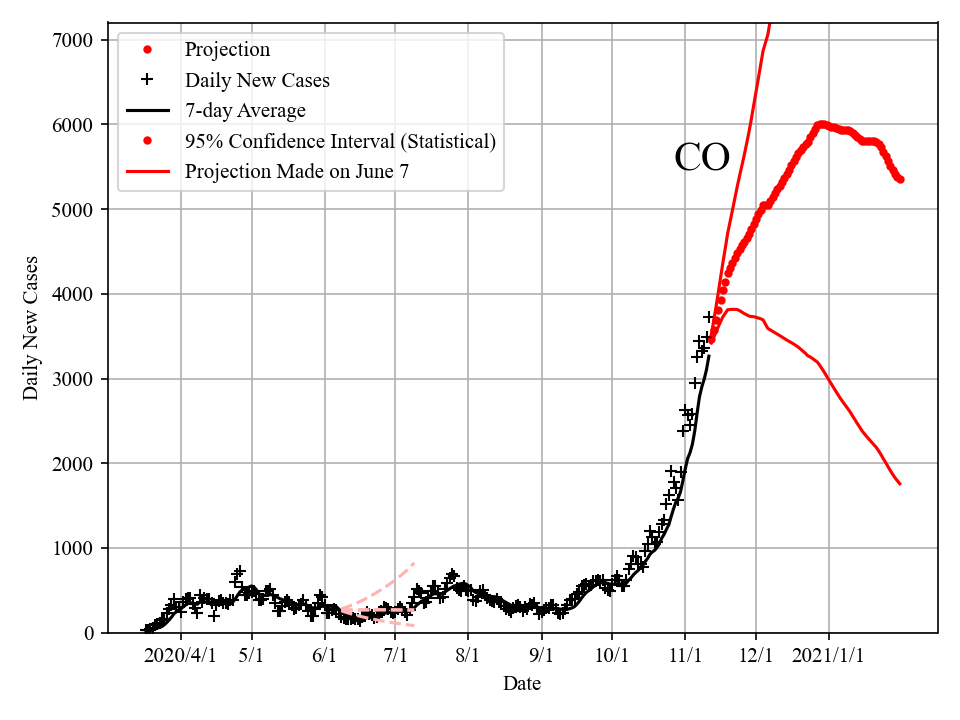 7000
6000
5000
4000
3000
2000
1000
0
Daily New Cases
Projection
Daily New Cases
7-day Average
95% Confidence Interval (Statistical)
Projection Made on June 7
CO
2020/4/1 5/1 6/1 7/1 8/1 9/1 10/1 11/1 12/1 2021/1/1
Date